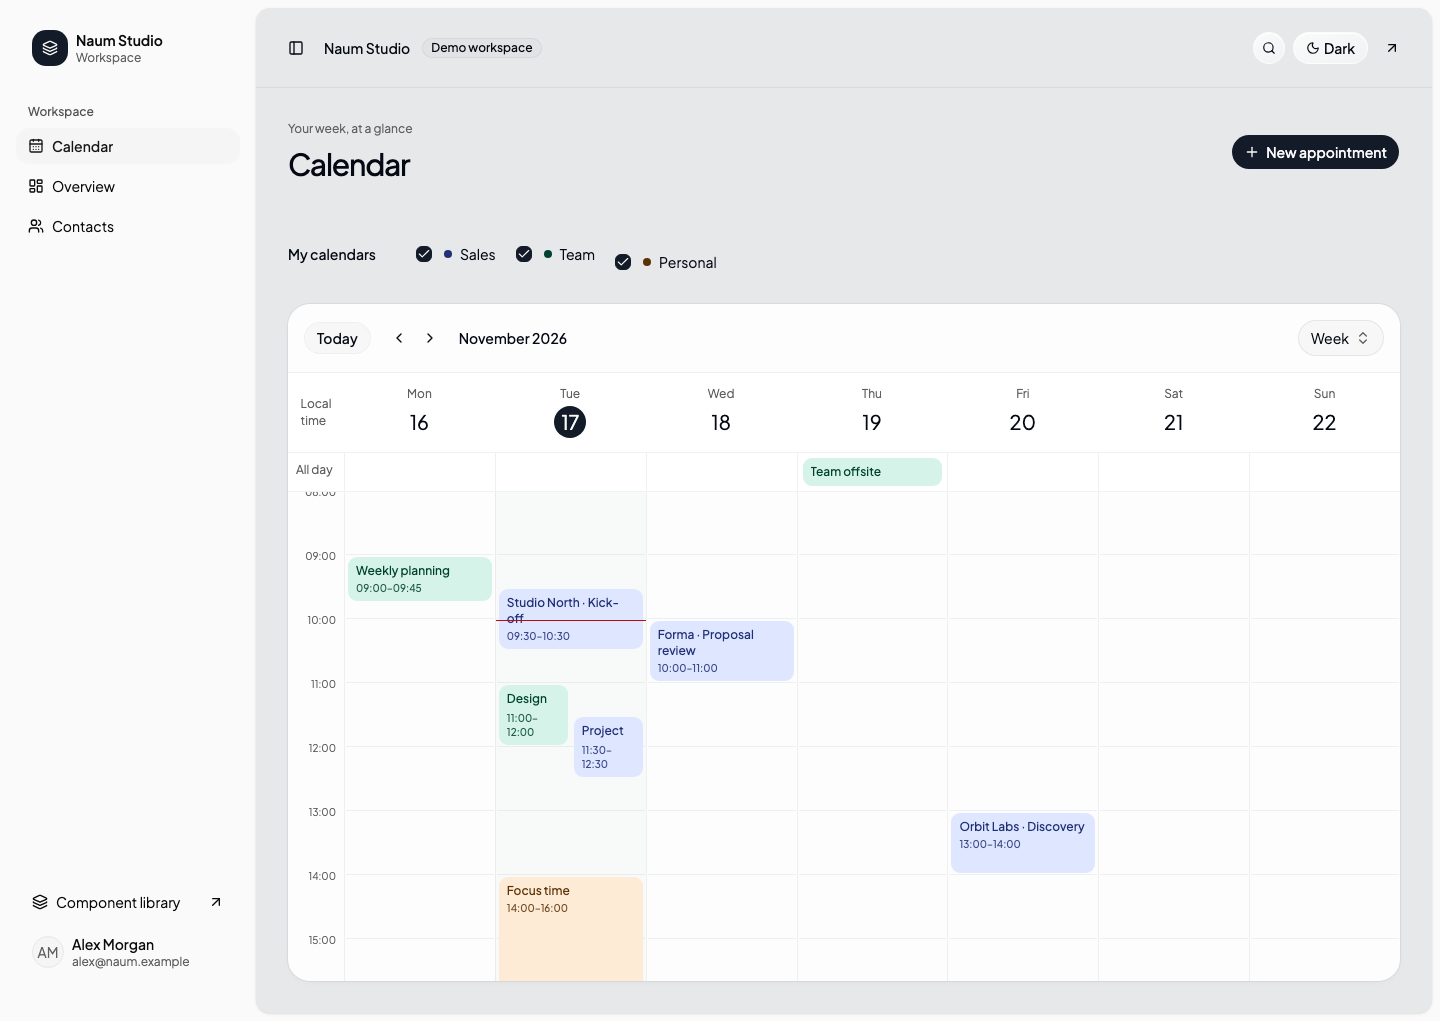 Naum Studio
Workspace
Workspace
Calendar
Overview
Contacts
Component library
AM
Alex Morgan
alex@naum.example
Naum Studio
Demo workspace
Dark
Your week, at a glance
Calendar
New appointment
My calendars
Sales
Team
Personal
Today
November 2026
Week
Local
time
Mon
16
Tue
17
Wed
18
Thu
19
Fri
20
Sat
21
Sun
22
All day
Team offsite
08:00
09:00
Weekly planning
09:00–09:45
Studio North · Kick-
off
09:30–10:30
10:00
Forma · Proposal
review
10:00–11:00
11:00
Design
11:00–
12:00
Project
11:30–
12:30
12:00
13:00
Orbit Labs · Discovery
13:00–14:00
14:00
Focus time
14:00–16:00
15:00